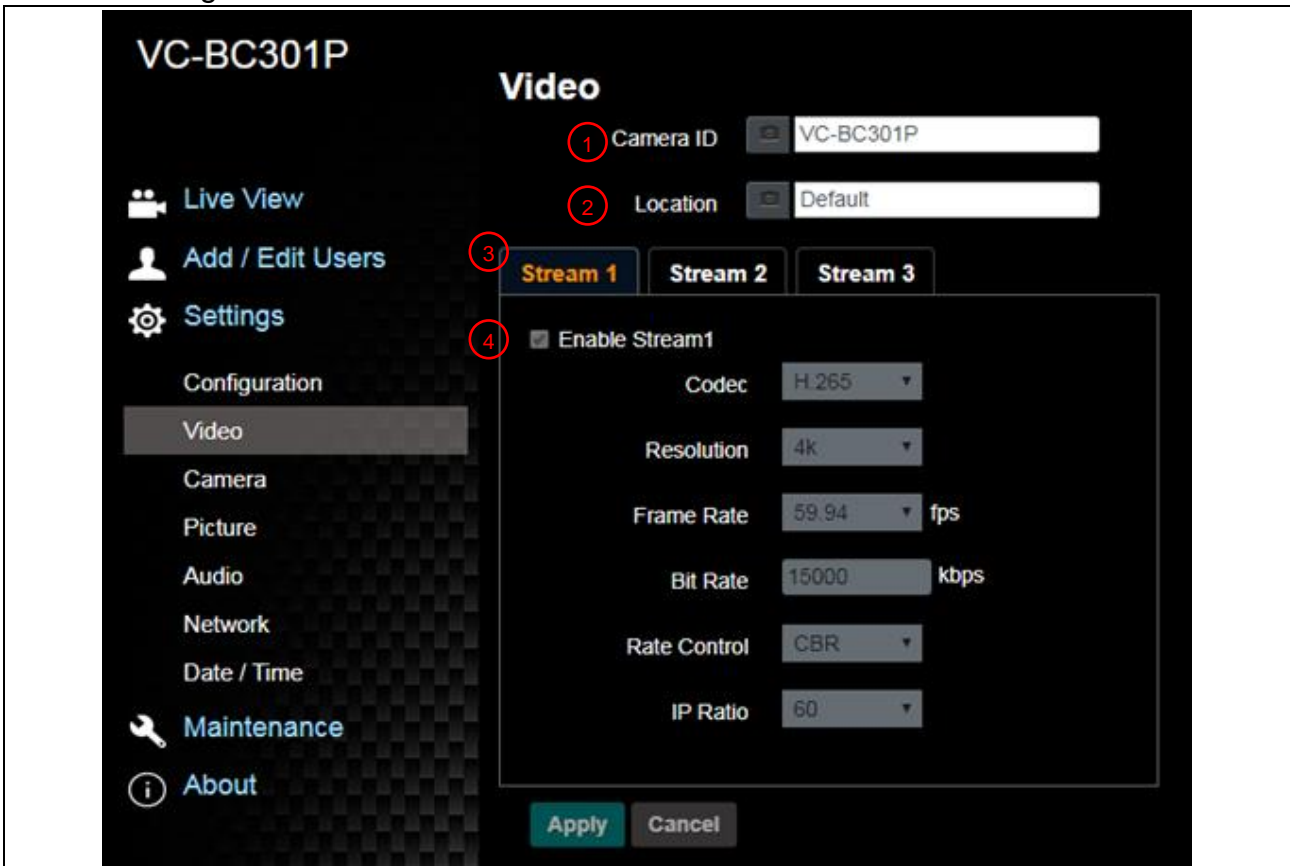 VC-BC301P
Live View
Add / Edit Users
Settings
Configuration
Video
Camera
Picture
Audio
Network
Date / Time
Maintenance
About
Video
1 Camera ID VC-BC301P
2 Location Default
3 Stream 1 Stream 2 Stream 3
4 Enable Stream1
Codec H.265
Resolution 4k
Frame Rate 59.94 fps
Bit Rate 15000 kbps
Rate Control CBR
IP Ratio 60
Apply Cancel